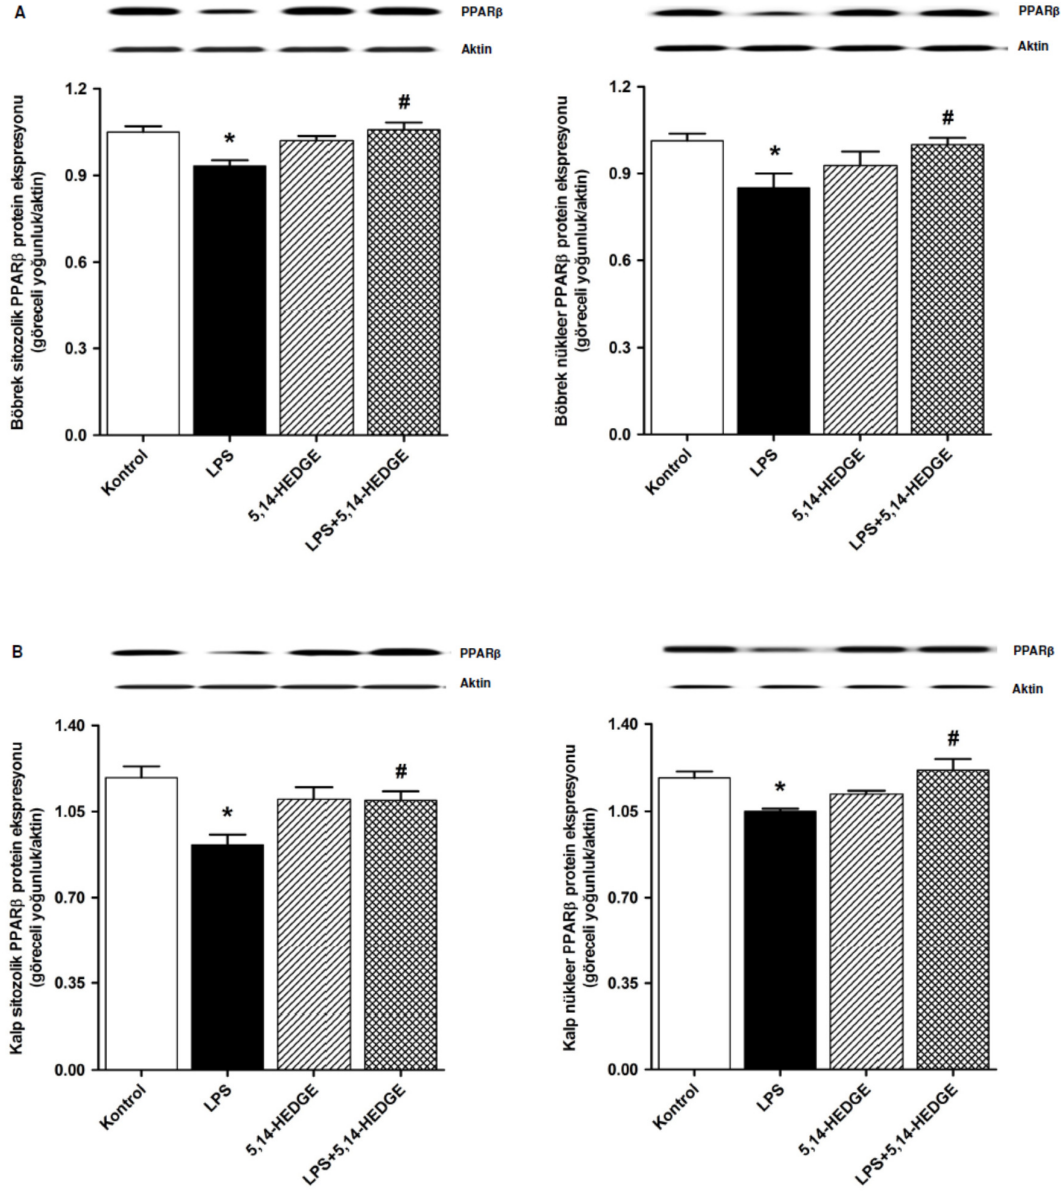 A
PPARβ
Aktin
Böbrek sitozolik PPARβ protein ekspresyonu
(göreceli yoğunluk/aktin)
1.2
0.9
0.6
0.3
0.0
*
#
Kontrol
LPS
5,14-HEDGE
LPS+5,14-HEDGE
PPARβ
Aktin
Böbrek nükleer PPARβ protein ekspresyonu
(göreceli yoğunluk/aktin)
1.2
0.9
0.6
0.3
0.0
*
#
Kontrol
LPS
5,14-HEDGE
LPS+5,14-HEDGE
B
PPARβ
Aktin
Kalp sitozolik PPARβ protein ekspresyonu
(göreceli yoğunluk/aktin)
1.40
1.05
0.70
0.35
0.00
*
#
Kontrol
LPS
5,14-HEDGE
LPS+5,14-HEDGE
PPARβ
Aktin
Kalp nükleer PPARβ protein ekspresyonu
(göreceli yoğunluk/aktin)
1.40
1.05
0.70
0.35
0.00
*
#
Kontrol
LPS
5,14-HEDGE
LPS+5,14-HEDGE